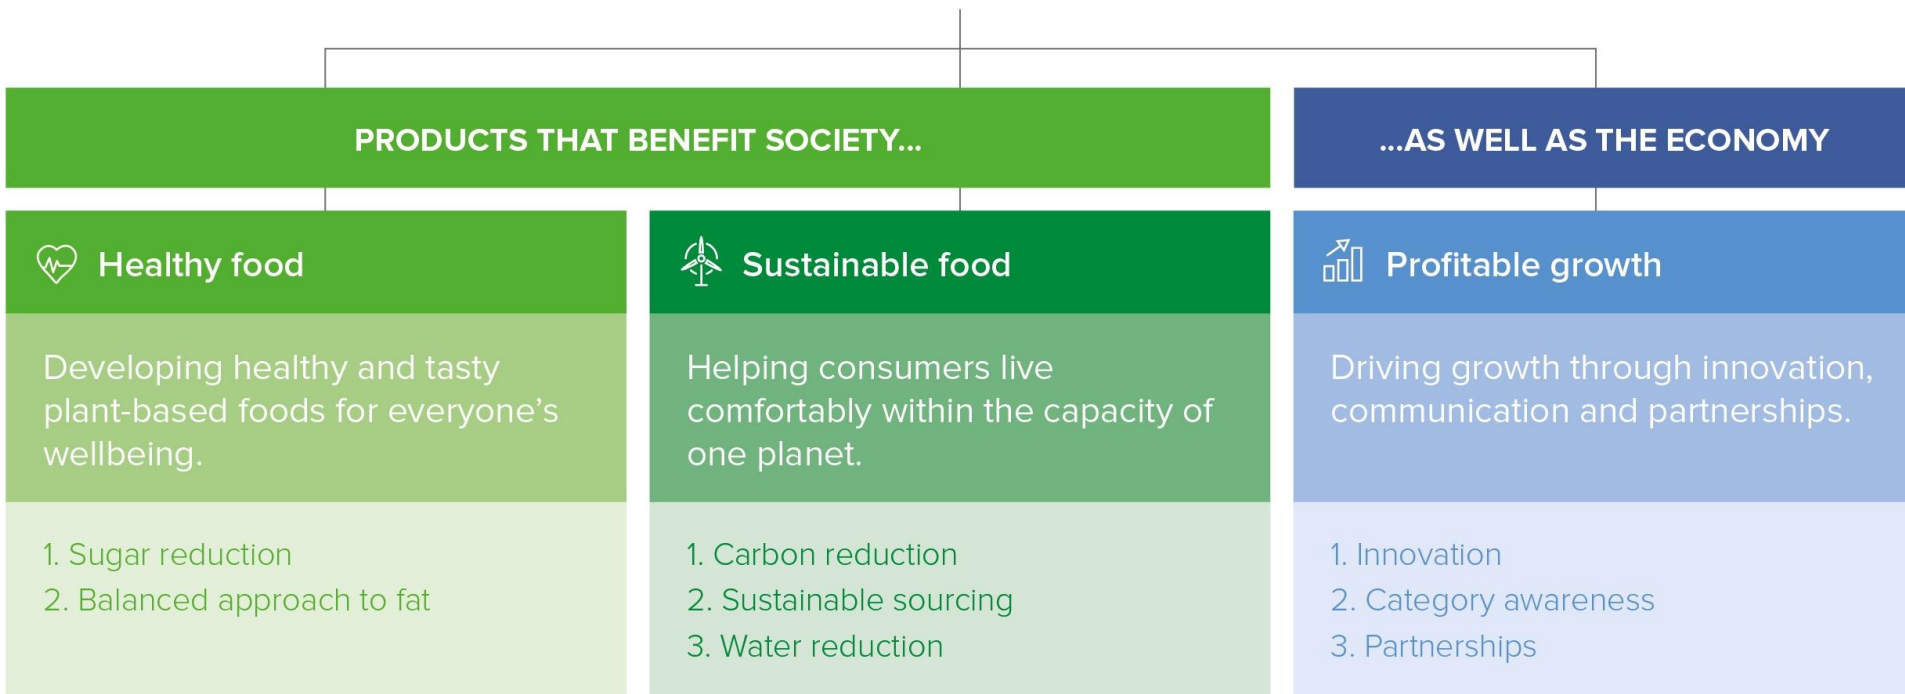 PRODUCTS THAT BENEFIT SOCIETY...
...AS WELL AS THE ECONOMY
Healthy food
Developing healthy and tasty
plant-based foods for everyone’s
wellbeing.
1. Sugar reduction
2. Balanced approach to fat
Sustainable food
Helping consumers live
comfortably within the capacity of
one planet.
1. Carbon reduction
2. Sustainable sourcing
3. Water reduction
Profitable growth
Driving growth through innovation,
communication and partnerships.
1. Innovation
2. Category awareness
3. Partnerships